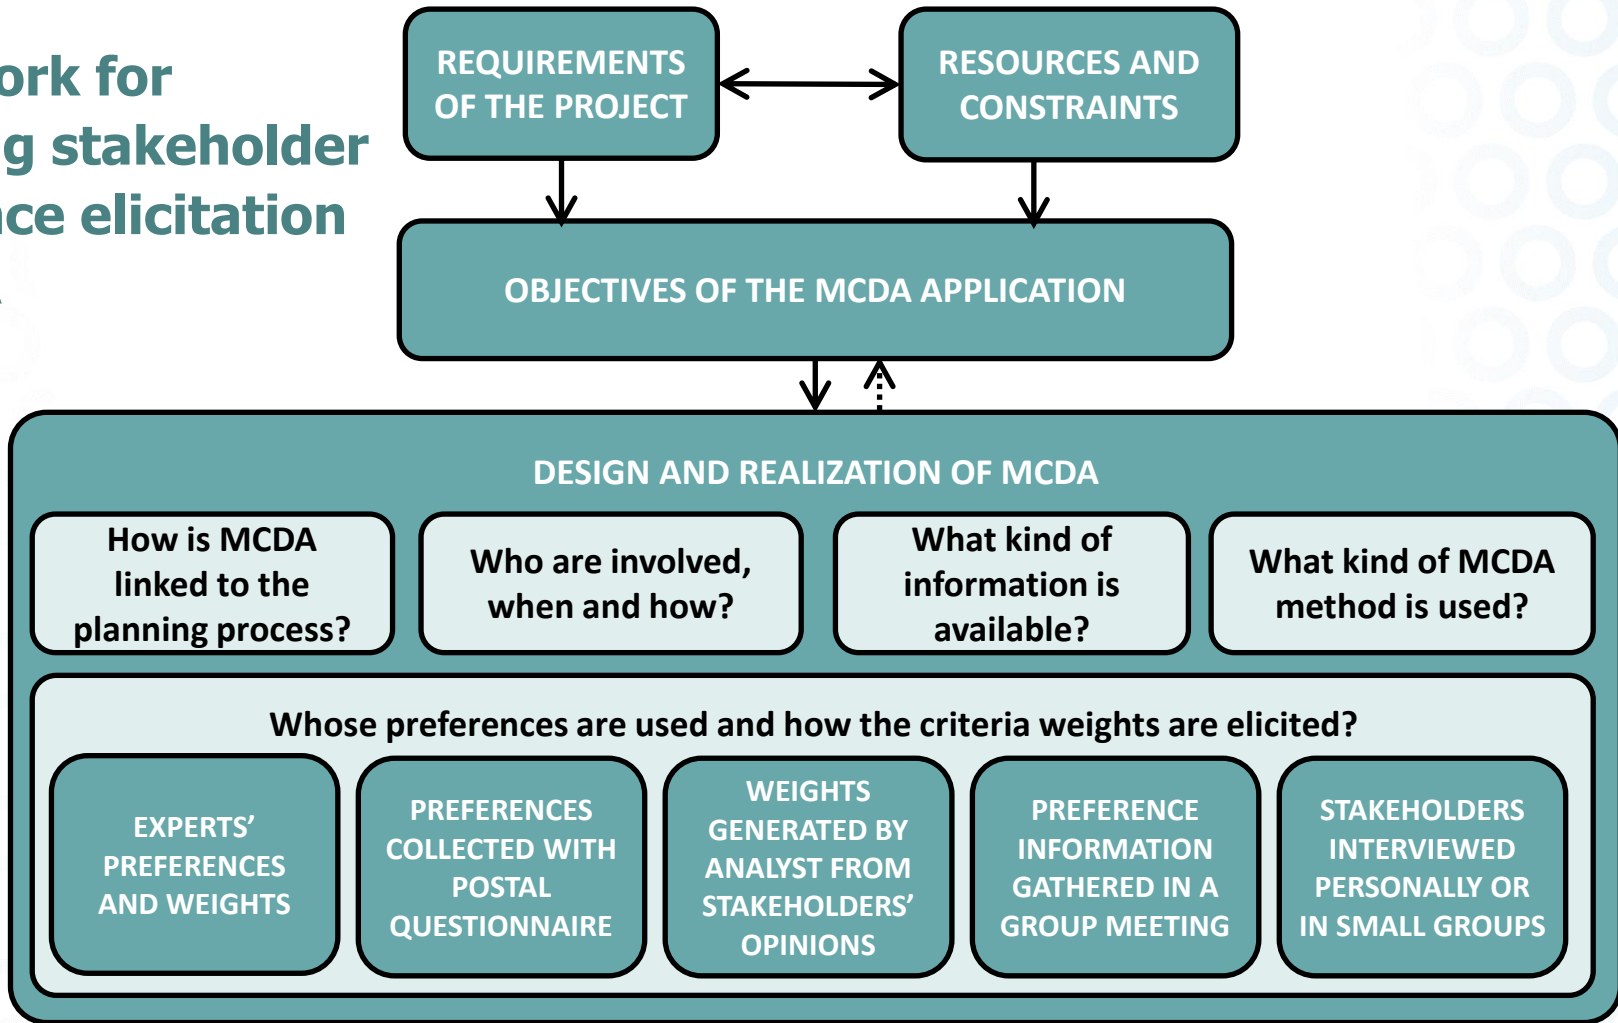 ork for
g stakeholder
nce elicitation
REQUIREMENTS
OF THE PROJECT
RESOURCES AND
CONSTRAINTS
OBJECTIVES OF THE MCDA APPLICATION
DESIGN AND REALIZATION OF MCDA
How is MCDA
linked to the
planning process?
Who are involved,
when and how?
What kind of
information is
available?
What kind of MCDA
method is used?
Whose preferences are used and how the criteria weights are elicited?
EXPERTS’
PREFERENCES
AND WEIGHTS
PREFERENCES
COLLECTED WITH
POSTAL
QUESTIONNAIRE
WEIGHTS
GENERATED BY
ANALYST FROM
STAKEHOLDERS’
OPINIONS
PREFERENCE
INFORMATION
GATHERED IN A
GROUP MEETING
STAKEHOLDERS
INTERVIEWED
PERSONALLY OR
IN SMALL GROUPS